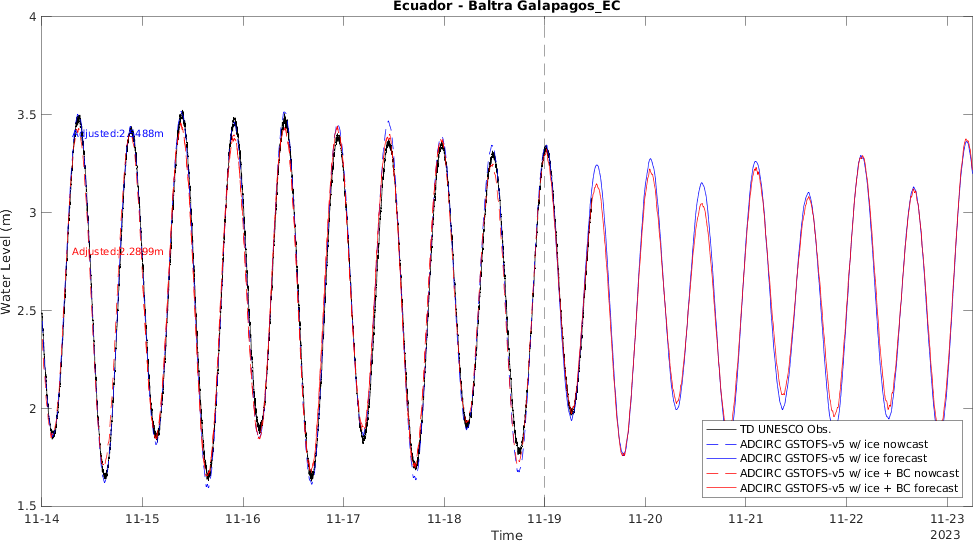 Ecuador - Baltra Galapagos_EC
4
3.5
3
2.5
2
1.5
Water Level (m)
Adjusted:2.2899m
TD UNESCO Obs.
ADCIRC GSTOFS-v5 w/ ice nowcast
ADCIRC GSTOFS-v5 w/ ice forecast
ADCIRC GSTOFS-v5 w/ ice + BC nowcast
ADCIRC GSTOFS-v5 w/ ice + BC forecast
11-14 11-15 11-16 11-17 11-18 11-19 11-20 11-21 11-22 11-23
2023
Time